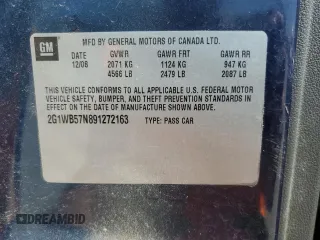 GM
MFD BY GENERAL MOTORS OF CANADA LTD.
DATE GVWR GAWR FRT GAWR RR
12/08 2071 KG 1124 KG 947 KG
4566 LB 2479 LB 2087 LB
THIS VEHICLE CONFORMS TO ALL APPLICABLE U.S. FEDERAL MOTOR
VEHICLE SAFETY, BUMPER, AND THEFT PREVENTION STANDARDS
IN EFFECT ON THE DATE OF MANUFACTURE SHOWN ABOVE.
2G1WB57N891272163 TYPE: PASS CAR
DREAMBID